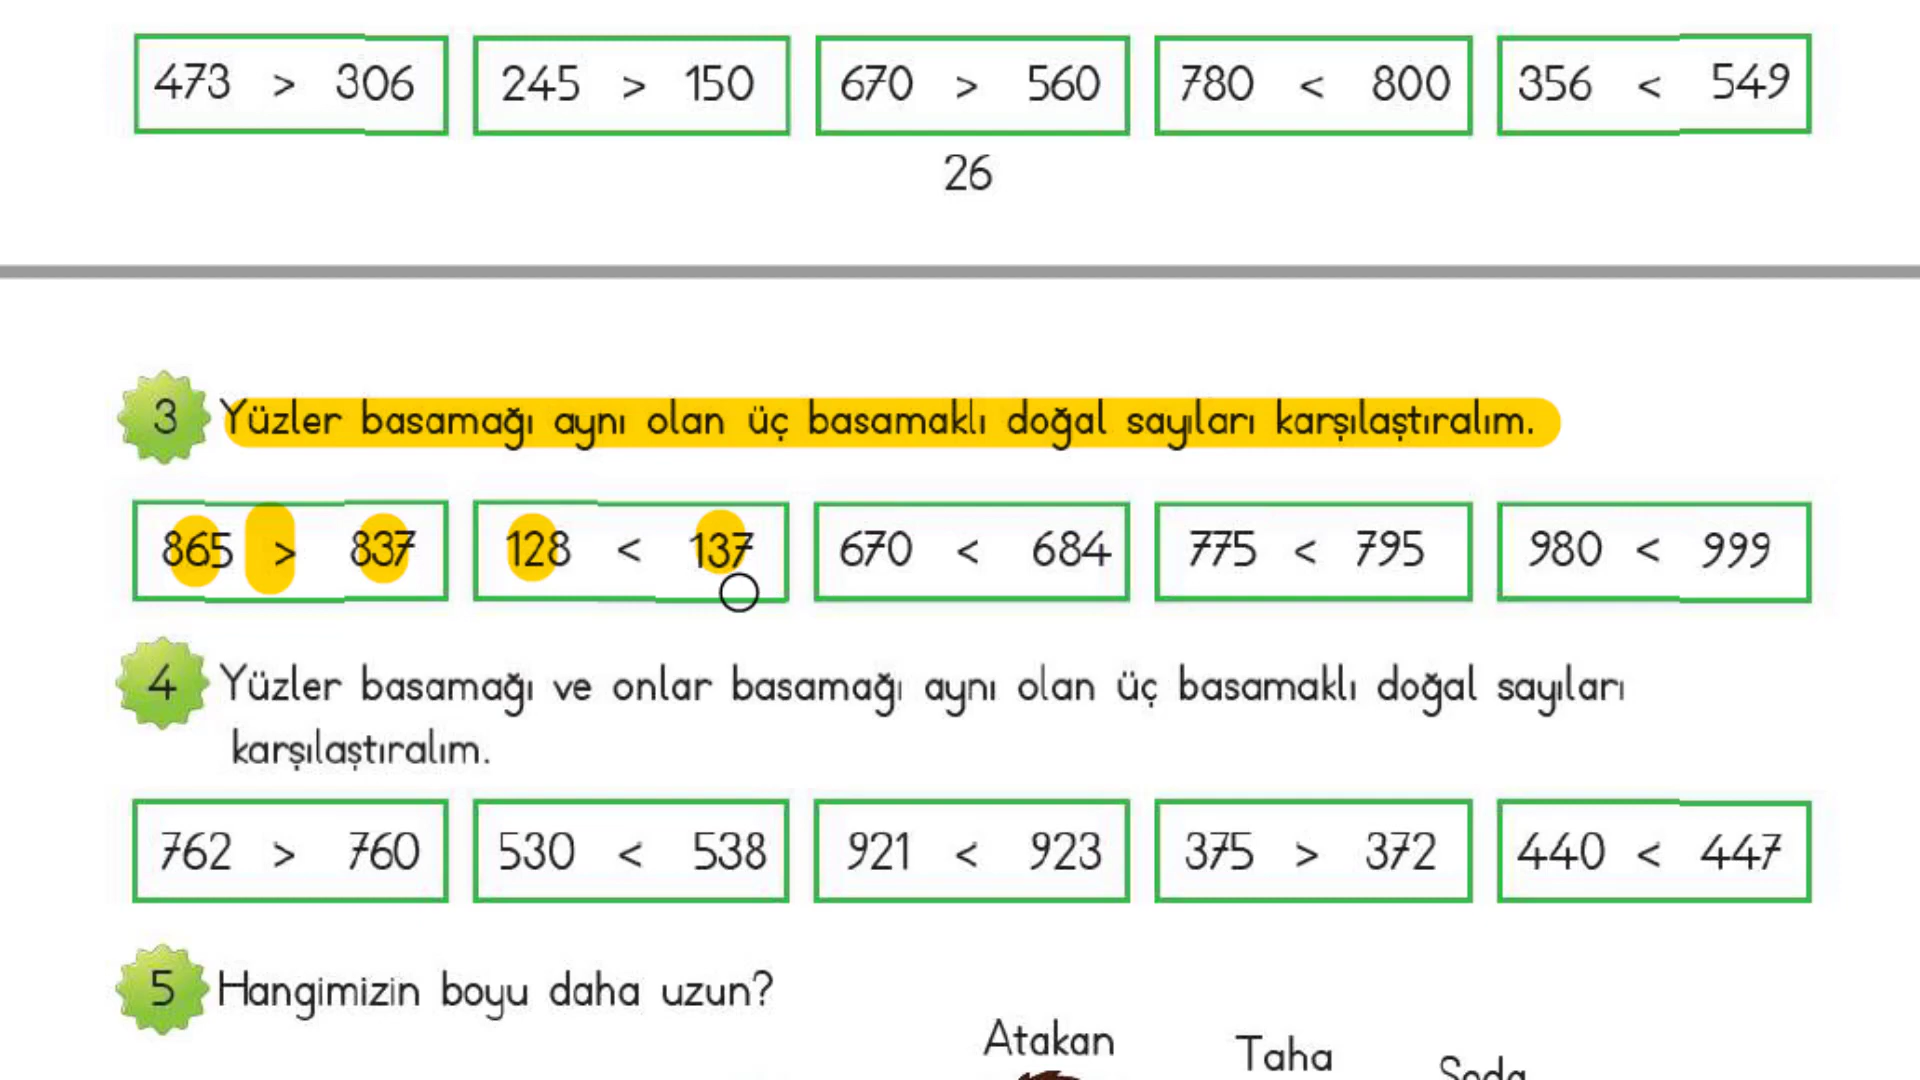 473 > 306 245 > 150 670 > 560 780 < 800 356 < 549
26
3 Yüzler basamağı aynı olan üç basamaklı doğal sayıları karşılaştıralım.
865 > 837 128 < 137 670 < 684 775 < 795 980 < 999
4 Yüzler basamağı ve onlar basamağı aynı olan üç basamaklı doğal sayıları
karşılaştıralım.
762 > 760 530 < 538 921 < 923 375 > 372 440 < 447
5 Hangimizin boyu daha uzun?
Atakan Taha